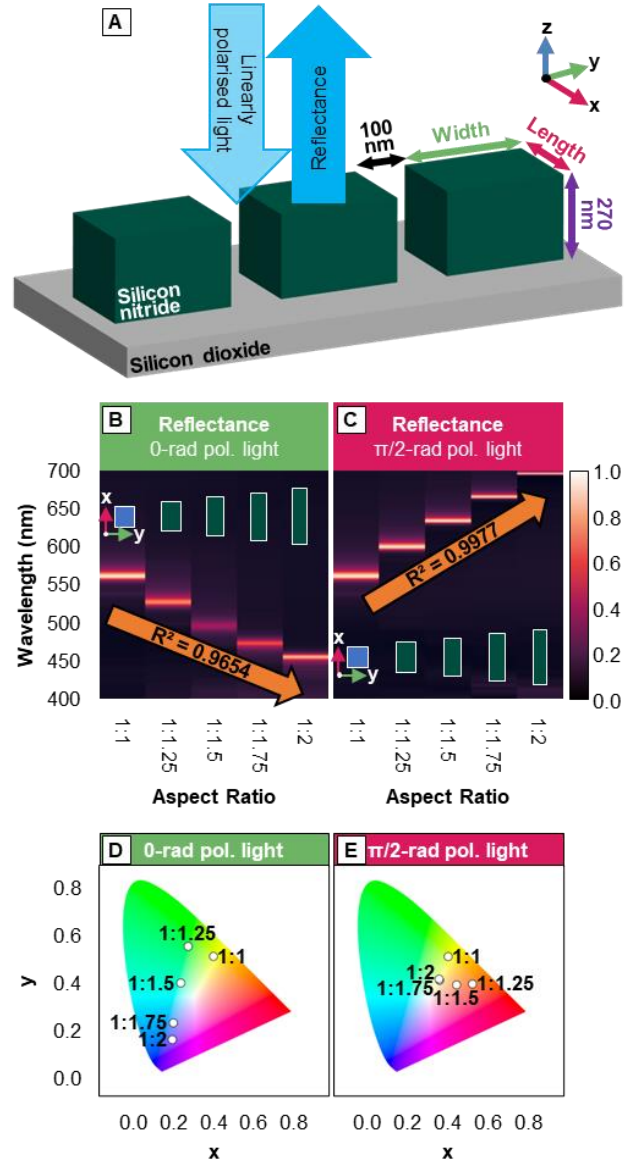 A
Linearly
polarised light
Reflectance
z
y
x
100
nm
Width
Length
270
nm
Silicon
nitride
Silicon dioxide
B
Reflectance
0-rad pol. light
C
Reflectance
π/2-rad pol. light
Wavelength (nm)
700
650
600
550
500
450
400
x
y
R² = 0.9654
x
y
R² = 0.9977
1.0
0.8
0.6
0.4
0.2
0.0
1:1
1:1.25
1:1.5
1:1.75
1:2
1:1
1:1.25
1:1.5
1:1.75
1:2
Aspect Ratio
Aspect Ratio
D
0-rad pol. light
E
π/2-rad pol. light
y
0.8
0.6
0.4
0.2
0.0
1:1.25
1:1
1:1.5
1:1.75
1:2
1:1
1:2
1:1.75
1:1.25
1:1.5
0.0 0.2 0.4 0.6 0.8
0.0 0.2 0.4 0.6 0.8
x
x